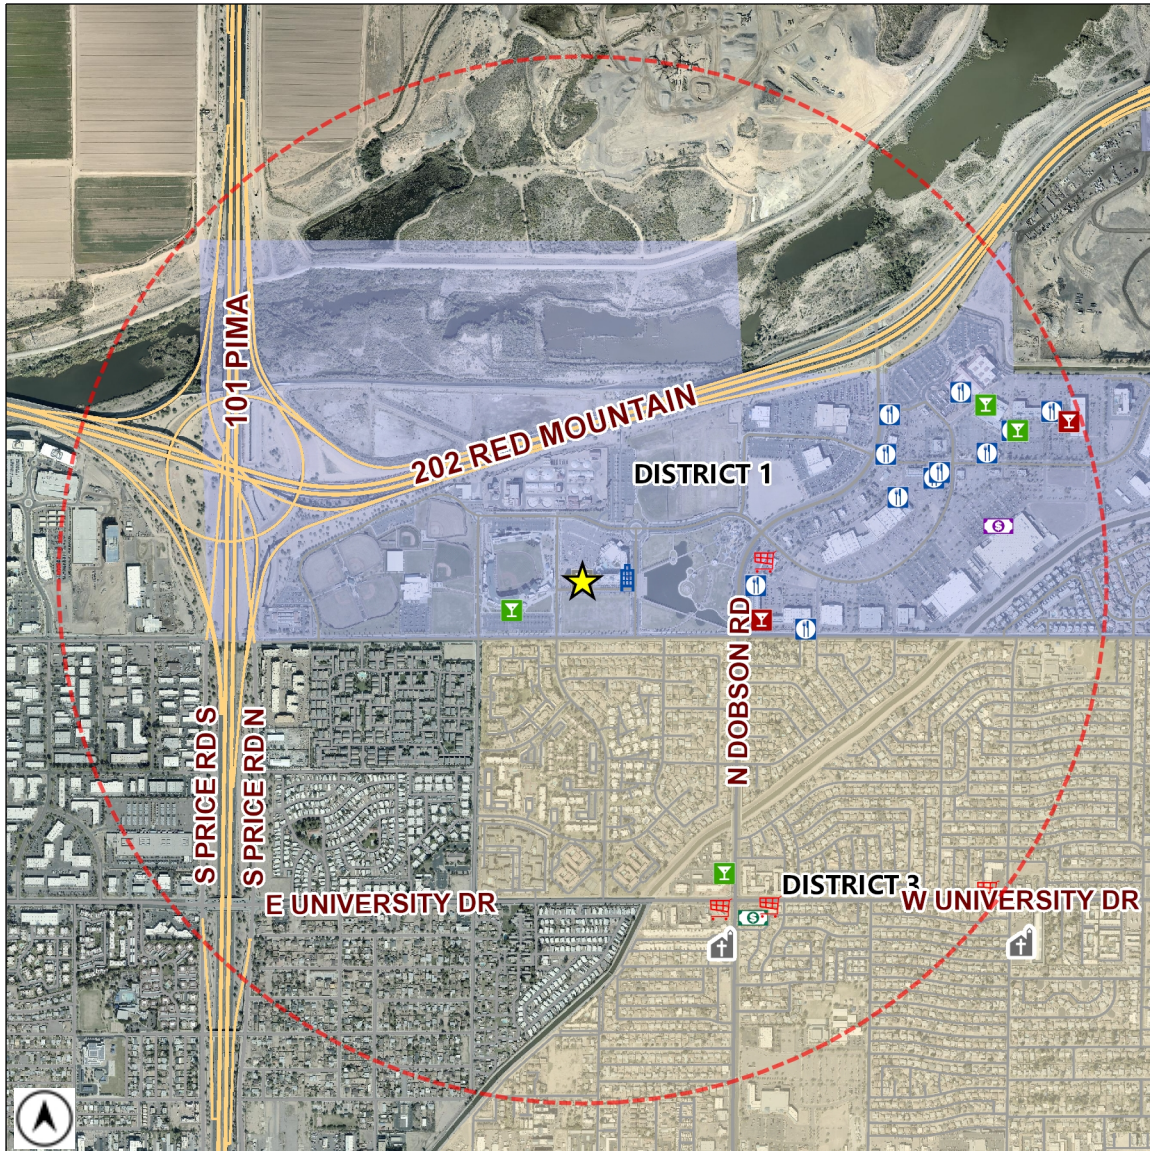 101 PIMA
202 RED MOUNTAIN
DISTRICT 1
N DOBSON RD
S PRICE RD S
S PRICE RD N
DISTRICT 3
E UNIVERSITY DR
W UNIVERSITY DR